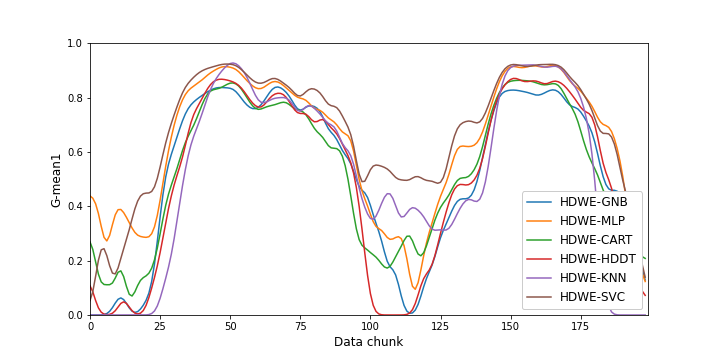 1.0
0.8
0.6
0.4
0.2
0.0
G-mean1
0
25
50
75
100
125
150
175
Data chunk
HDWE-GNB
HDWE-MLP
HDWE-CART
HDWE-HDDT
HDWE-KNN
HDWE-SVC